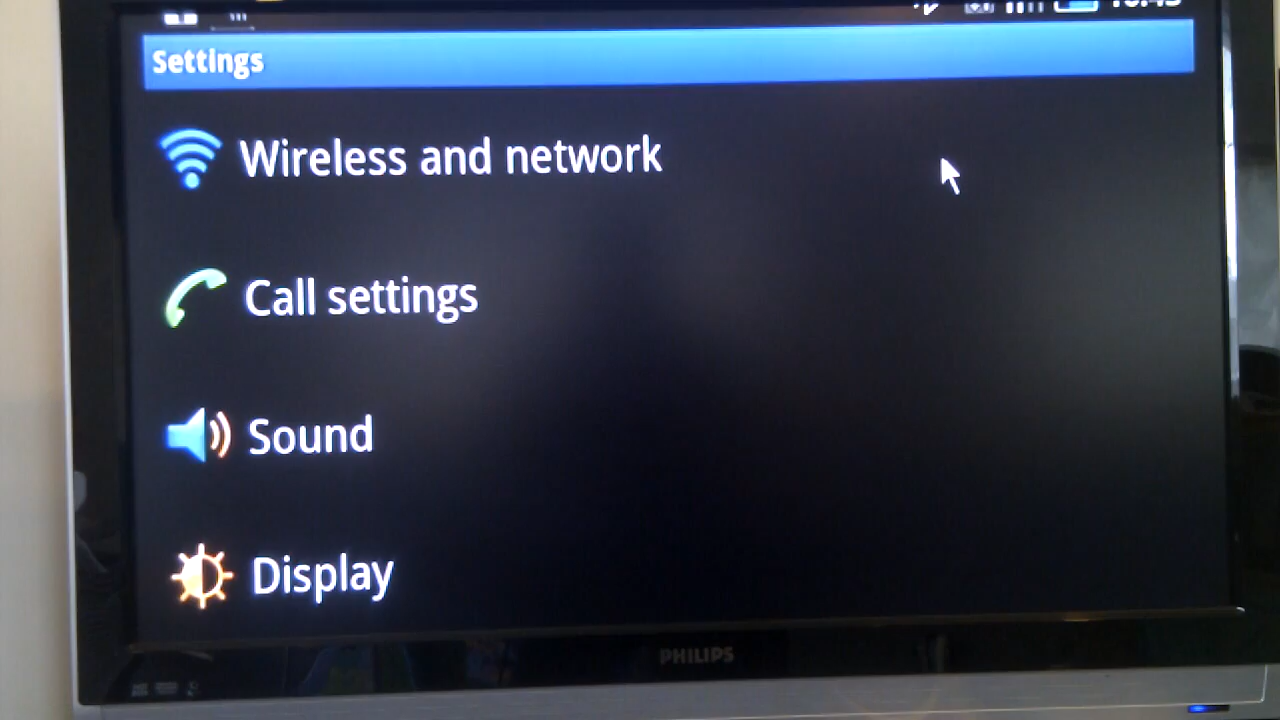 Settings
Wireless and network
Call settings
Sound
Display
PHILIPS